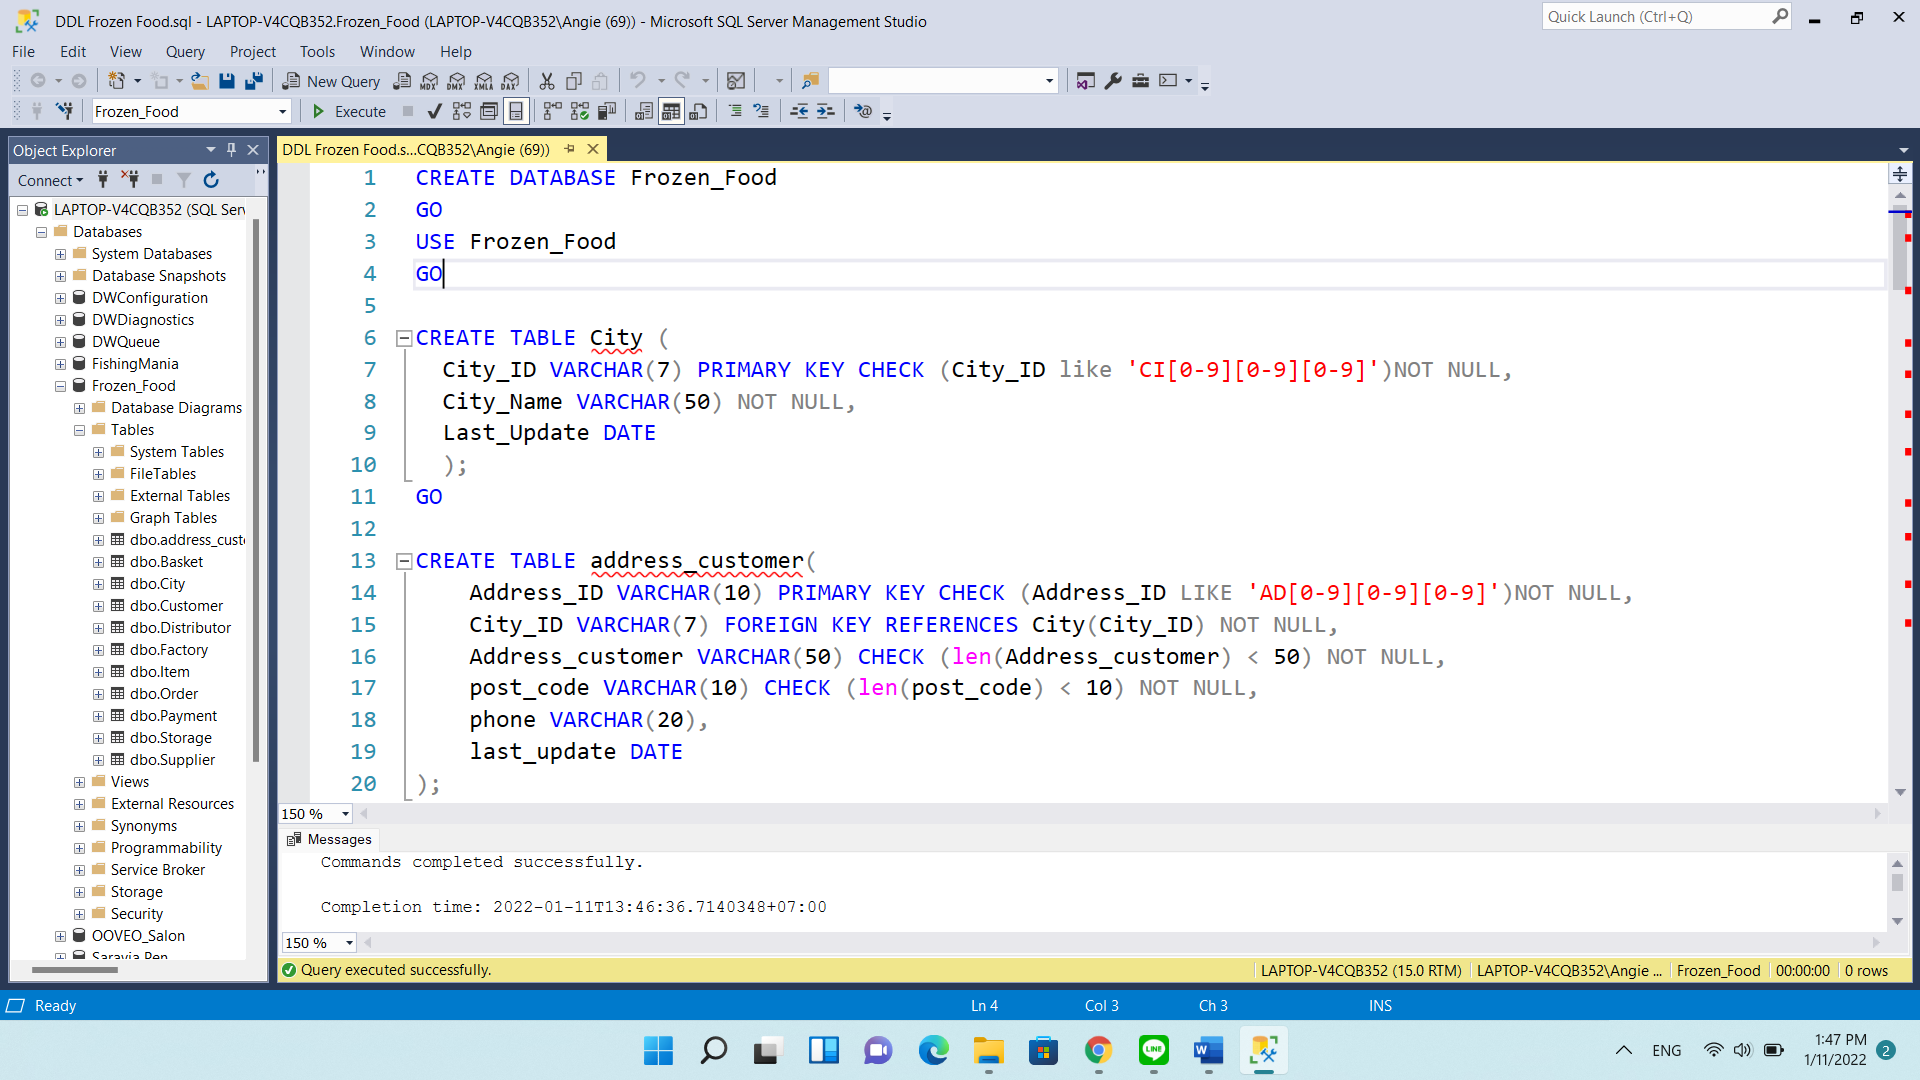 DDL Frozen Food.sql - LAPTOP-V4CQB352.Frozen_Food (LAPTOP-V4CQB352\Angie (69)) - Microsoft SQL Server Management Studio
Quick Launch (Ctrl+Q)
File Edit View Query Project Tools Window Help
New Query
MDX DMX XMLA DAX
Frozen_Food
Execute
Object Explorer
DDL Frozen Food.s...CQB352\Angie (69))
Connect
LAPTOP-V4CQB352 (SQL Serv
Databases
System Databases
Database Snapshots
DWConfiguration
DWDiagnostics
DWQueue
FishingMania
Frozen_Food
Database Diagrams
Tables
System Tables
FileTables
External Tables
Graph Tables
dbo.address_custo
dbo.Basket
dbo.City
dbo.Customer
dbo.Distributor
dbo.Factory
dbo.Item
dbo.Order
dbo.Payment
dbo.Storage
dbo.Supplier
Views
External Resources
Synonyms
Programmability
Service Broker
Storage
Security
OOVEO_Salon
1 CREATE DATABASE Frozen_Food
2 GO
3 USE Frozen_Food
4 GO
5
6 CREATE TABLE City (
7 City_ID VARCHAR(7) PRIMARY KEY CHECK (City_ID like 'CI[0-9][0-9][0-9]')NOT NULL,
8 City_Name VARCHAR(50) NOT NULL,
9 Last_Update DATE
10 );
11 GO
12
13 CREATE TABLE address_customer(
14 Address_ID VARCHAR(10) PRIMARY KEY CHECK (Address_ID LIKE 'AD[0-9][0-9][0-9]')NOT NULL,
15 City_ID VARCHAR(7) FOREIGN KEY REFERENCES City(City_ID) NOT NULL,
16 Address_customer VARCHAR(50) CHECK (len(Address_customer) < 50) NOT NULL,
17 post_code VARCHAR(10) CHECK (len(post_code) < 10) NOT NULL,
18 phone VARCHAR(20),
19 last_update DATE
20 );
150 %
Messages
Commands completed successfully.
Completion time: 2022-01-11T13:46:36.7140348+07:00
150 %
Query executed successfully.
LAPTOP-V4CQB352 (15.0 RTM) LAPTOP-V4CQB352\Angie ... Frozen_Food 00:00:00 0 rows
Ready Ln 4 Col 3 Ch 3 INS
LINE
W
ENG
1:47 PM
1/11/2022
2